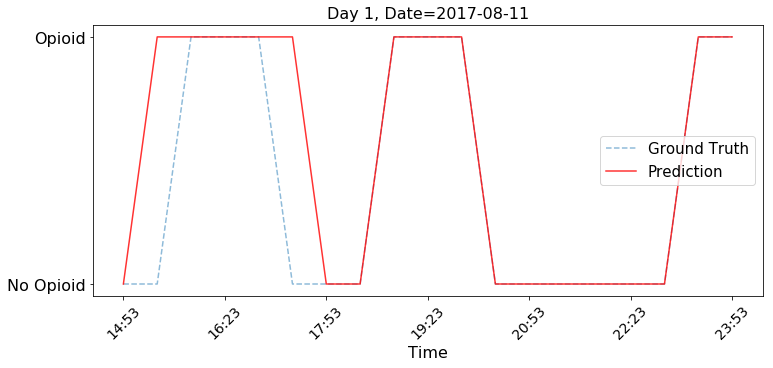 Day 1, Date=2017-08-11
Opioid
No Opioid
Ground Truth
Prediction
14:53
16:23
17:53
19:23
20:53
22:23
23:53
Time